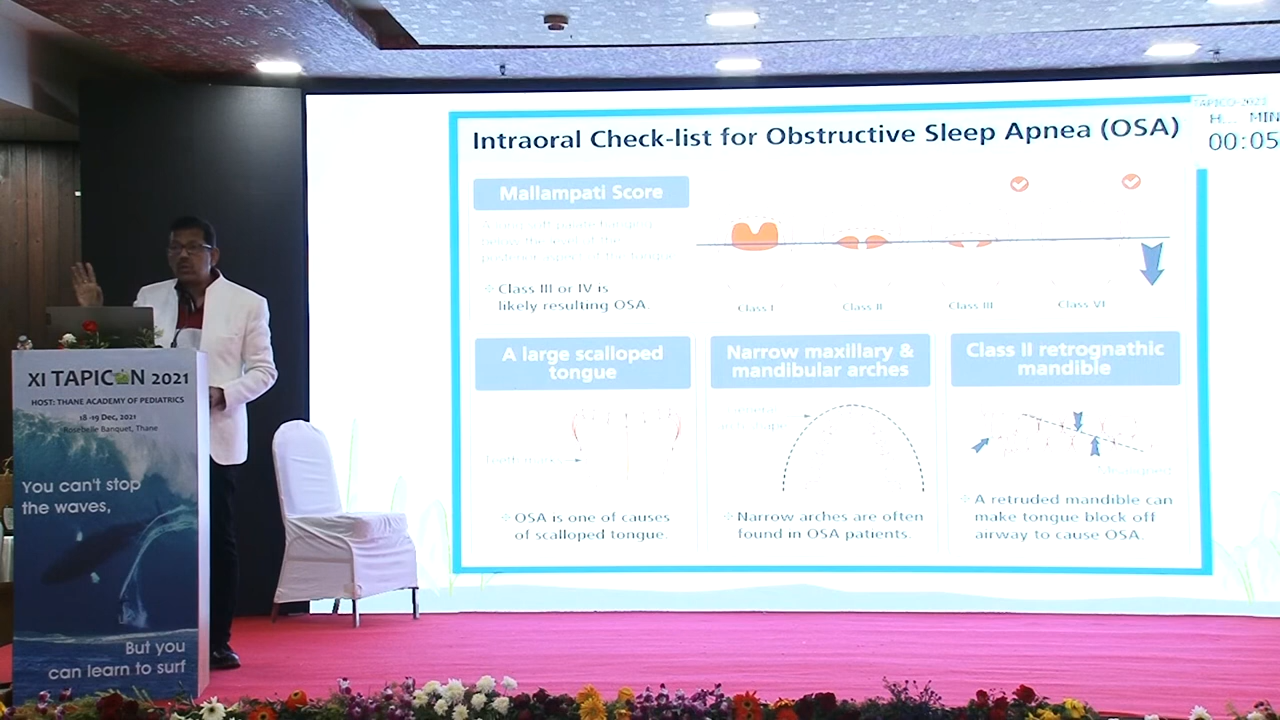 TAPICO 2021
MIN
00:05
Intraoral Check-list for Obstructive Sleep Apnea (OSA)
Mallampati Score
Class III or IV is
likely resulting OSA.
Class I
Class II
Class III
Class VI
A large scalloped
tongue
OSA is one of causes
of scalloped tongue.
Narrow maxillary &
mandibular arches
Narrow arches are often
found in OSA patients.
Class II retrognathic
mandible
A retruded mandible can
make tongue block off
airway to cause OSA.
XI TAPICON 2021
HOST: THANE ACADEMY OF PEDIATRICS
18-19 Dec, 2021
Rosebelle Banquet, Thane
You can't stop
the waves,
But you
can learn to surf